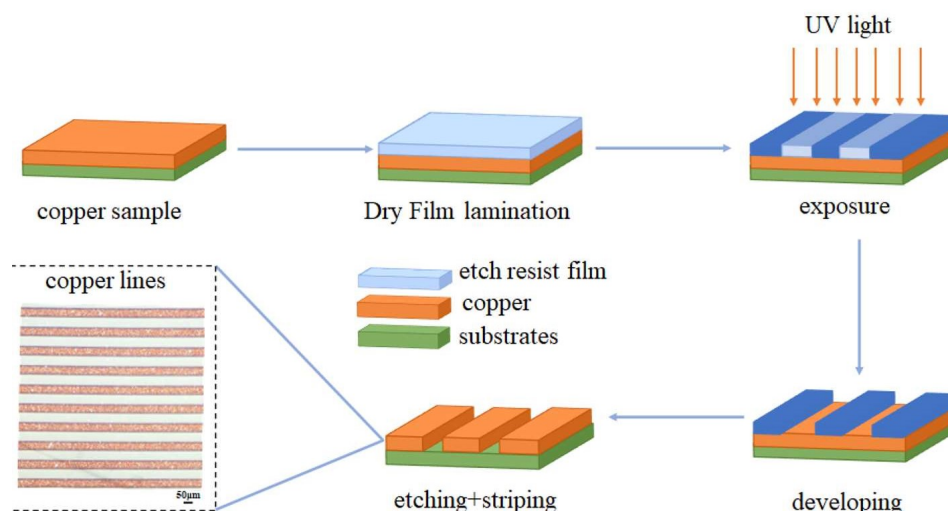 UV light
copper sample
Dry Film lamination
exposure
copper lines
etch resist film
copper
substrates
50μm
etching+striping
developing